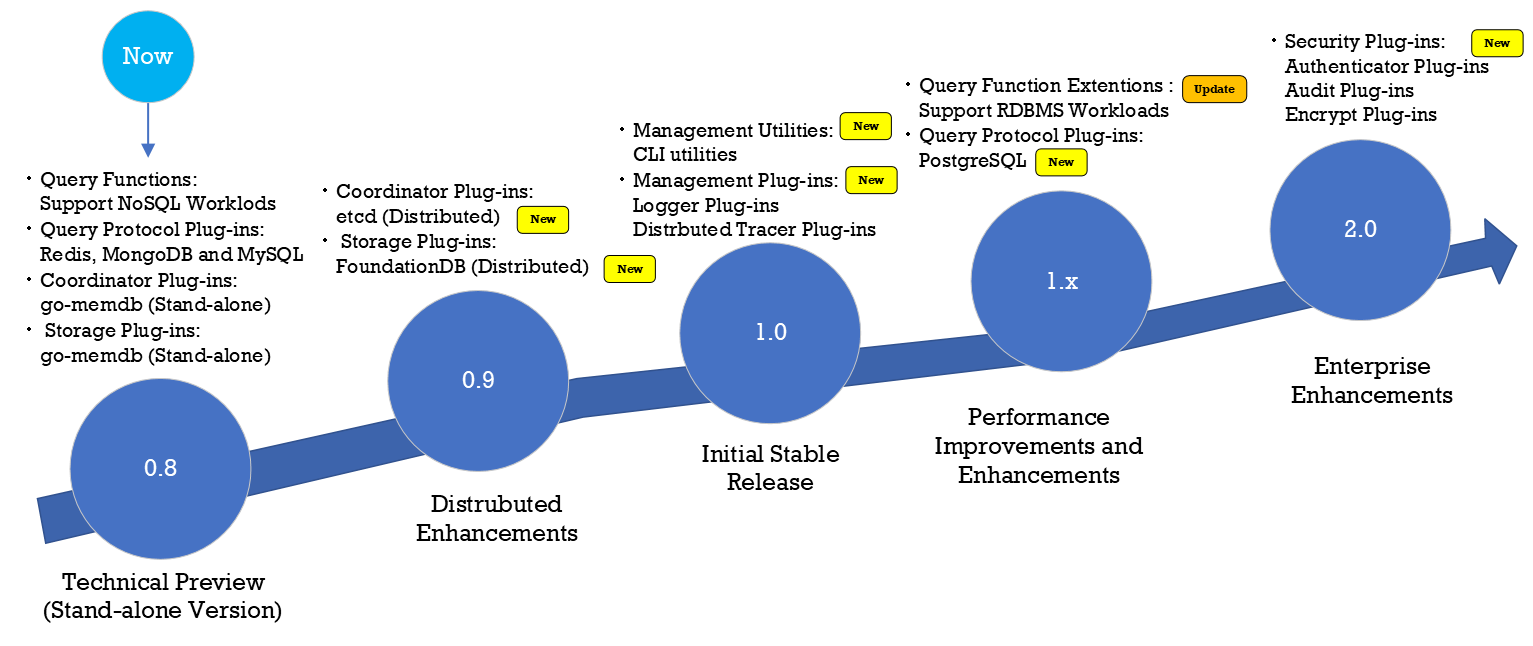 Now
• Query Functions:
Support NoSQL Worklods
• Query Protocol Plug-ins:
Redis, MongoDB and MySQL
• Coordinator Plug-ins:
go-memdb (Stand-alone)
• Storage Plug-ins:
go-memdb (Stand-alone)
0.8
Technical Preview
(Stand-alone Version)
• Coordinator Plug-ins:
etcd (Distributed) New
• Storage Plug-ins:
FoundationDB (Distributed) New
0.9
Distrubuted
Enhancements
• Management Utilities: New
CLI utilities
• Management Plug-ins: New
Logger Plug-ins
Distrbuted Tracer Plug-ins
1.0
Initial Stable
Release
• Query Function Extentions : Update
Support RDBMS Workloads
• Query Protocol Plug-ins:
PostgreSQL New
1.x
Performance
Improvements and
Enhancements
• Security Plug-ins: New
Authenticator Plug-ins
Audit Plug-ins
Encrypt Plug-ins
2.0
Enterprise
Enhancements